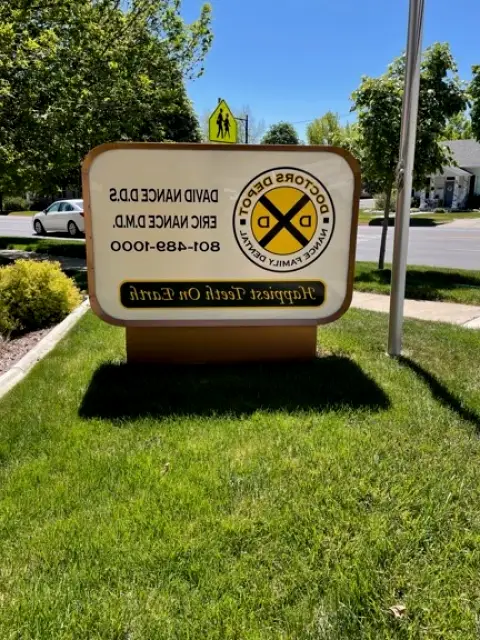 DOCTORS DEPOT
D D
NANCE FAMILY DENTAL
DAVID NANCE D.D.S
ERIC NANCE D.M.D.
801-489-1000
Happiest Teeth On Earth